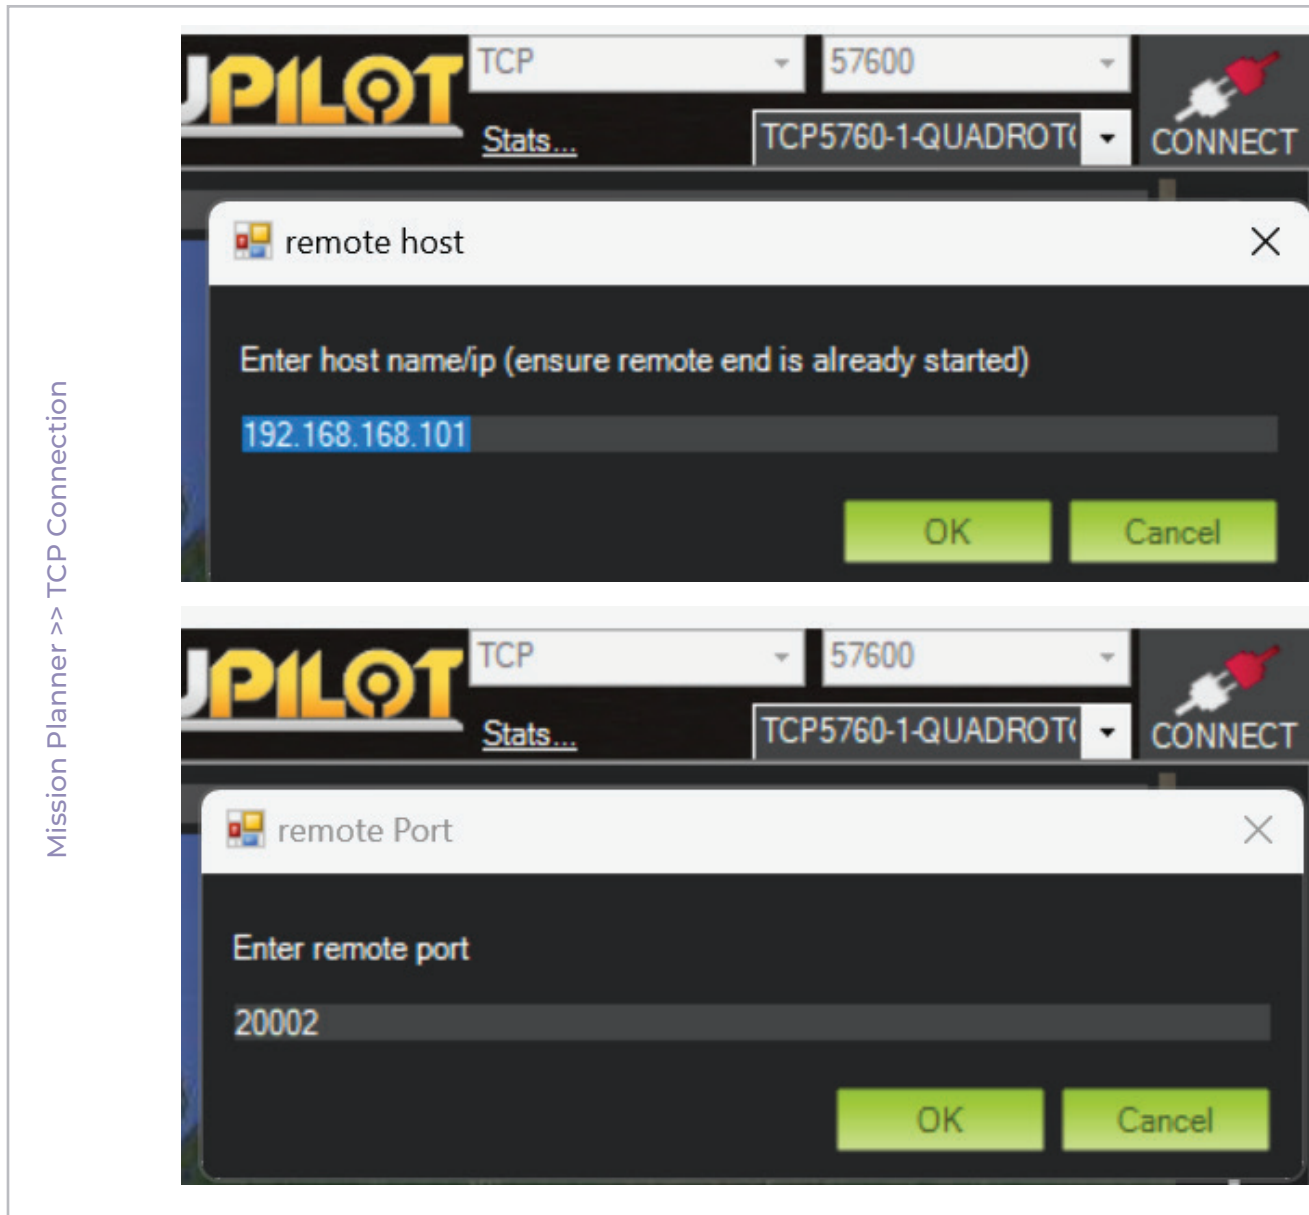 Mission Planner >> TCP Connection
PILOT
TCP
57600
Stats...
TCP5760-1-QUADROT
CONNECT
remote host
Enter host name/ip (ensure remote end is already started)
192.168.168.101
OK
Cancel
PILOT
TCP
57600
Stats...
TCP5760-1-QUADROT
CONNECT
remote Port
Enter remote port
20002
OK
Cancel